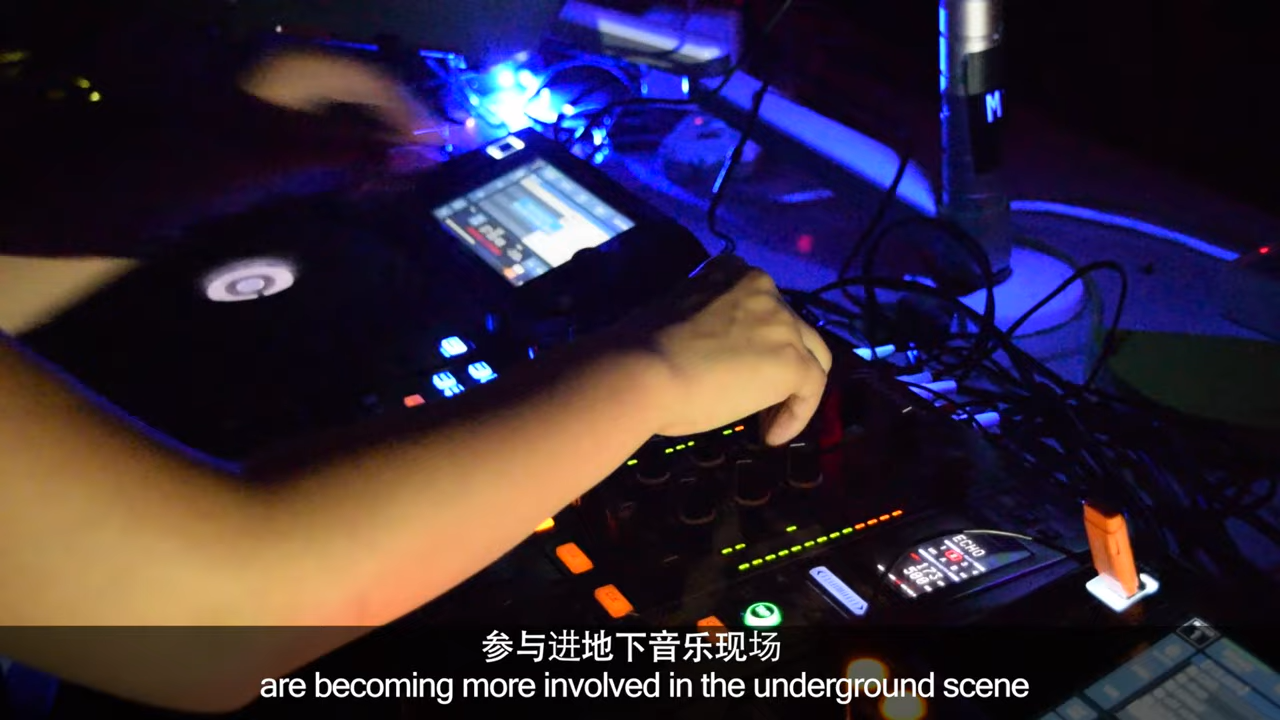 M
ECHO
参与进地下音乐现场
are becoming more involved in the underground scene